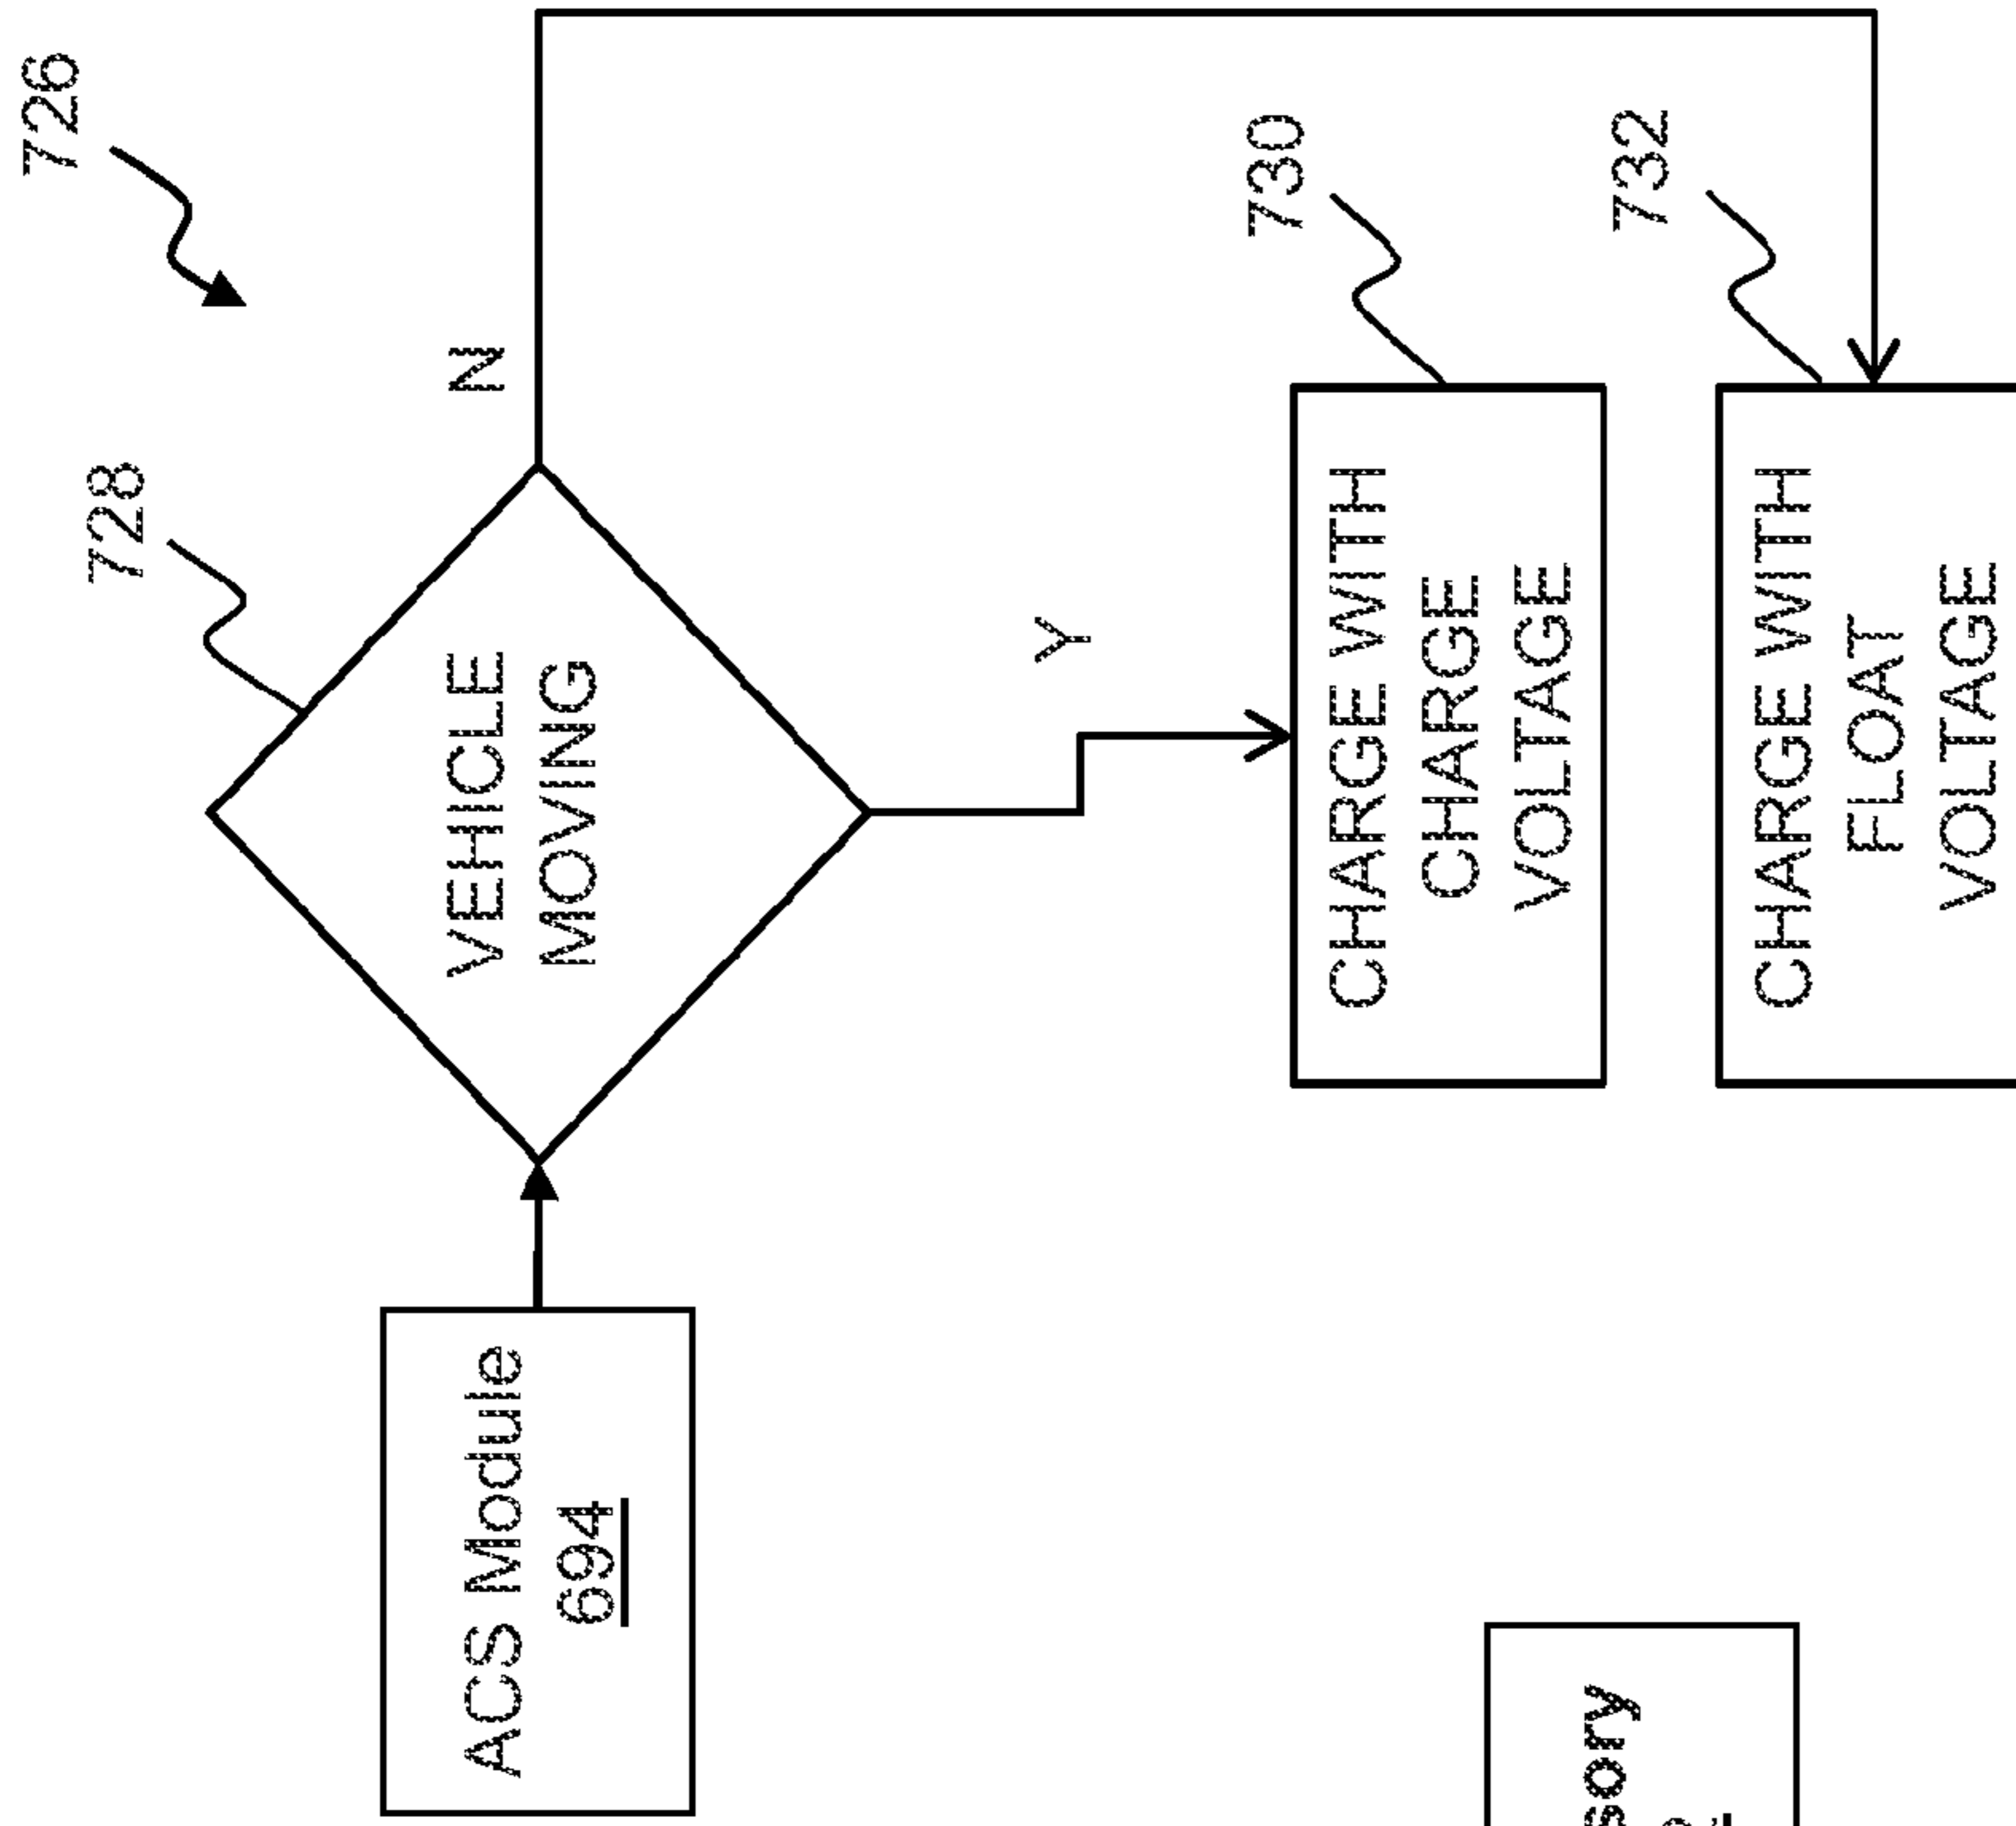 726
728
VEHICLE
MOVING
N
Y
ACS Module
694
730
CHARGE WITH
CHARGE
VOLTAGE
732
CHARGE WITH
FLOAT
VOLTAGE